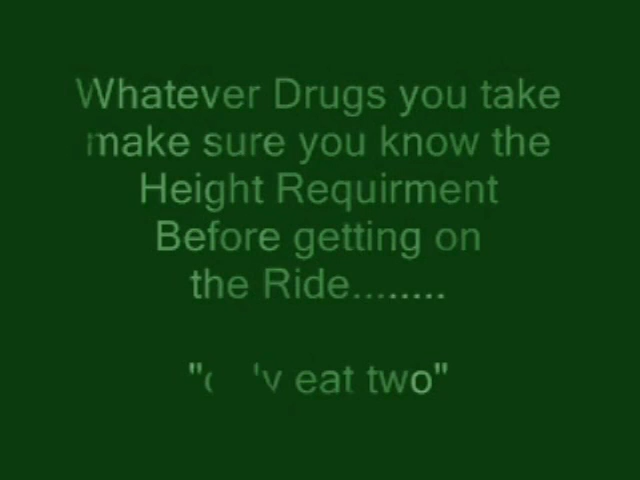 Whatever Drugs you take
make sure you know the
Height Requirment
Before getting on
the Ride........
eat two"